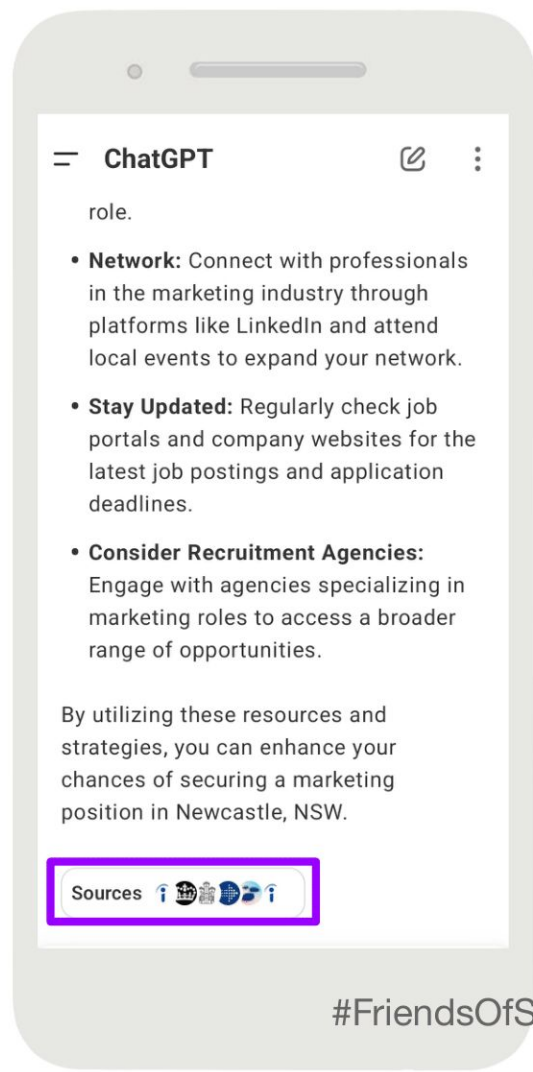 ChatGPT
role.
• Network: Connect with professionals
in the marketing industry through
platforms like LinkedIn and attend
local events to expand your network.
• Stay Updated: Regularly check job
portals and company websites for the
latest job postings and application
deadlines.
• Consider Recruitment Agencies:
Engage with agencies specializing in
marketing roles to access a broader
range of opportunities.
By utilizing these resources and
strategies, you can enhance your
chances of securing a marketing
position in Newcastle, NSW.
Sources
#FriendsOfS